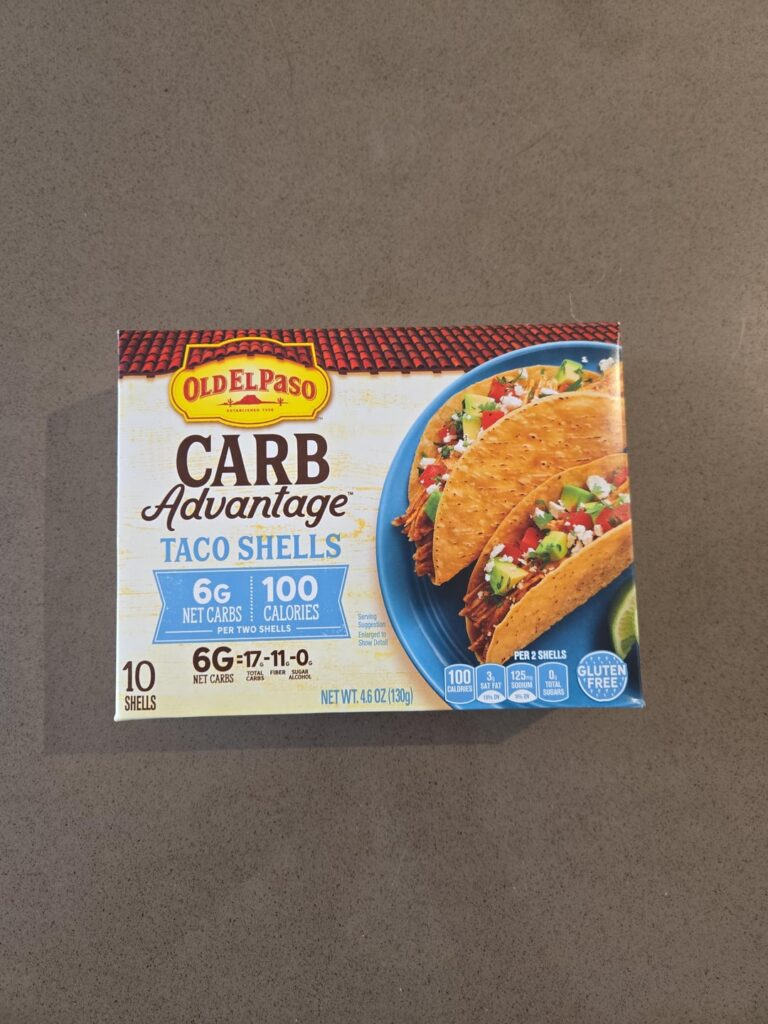 OLD EL PASO
ESTABLISHED 1938
CARB
Advantage™
TACO SHELLS
6G NET CARBS
100 CALORIES
PER TWO SHELLS
6G NET CARBS = 17G TOTAL CARBS - 11G FIBER - 0G SUGAR ALCOHOL
10
SHELLS
NET WT. 4.6 OZ (130g)
Serving
Suggestion
Enlarged to
Show Detail
PER 2 SHELLS
100 CALORIES
3g SAT FAT
125mg SODIUM
0g TOTAL SUGARS
GLUTEN
FREE